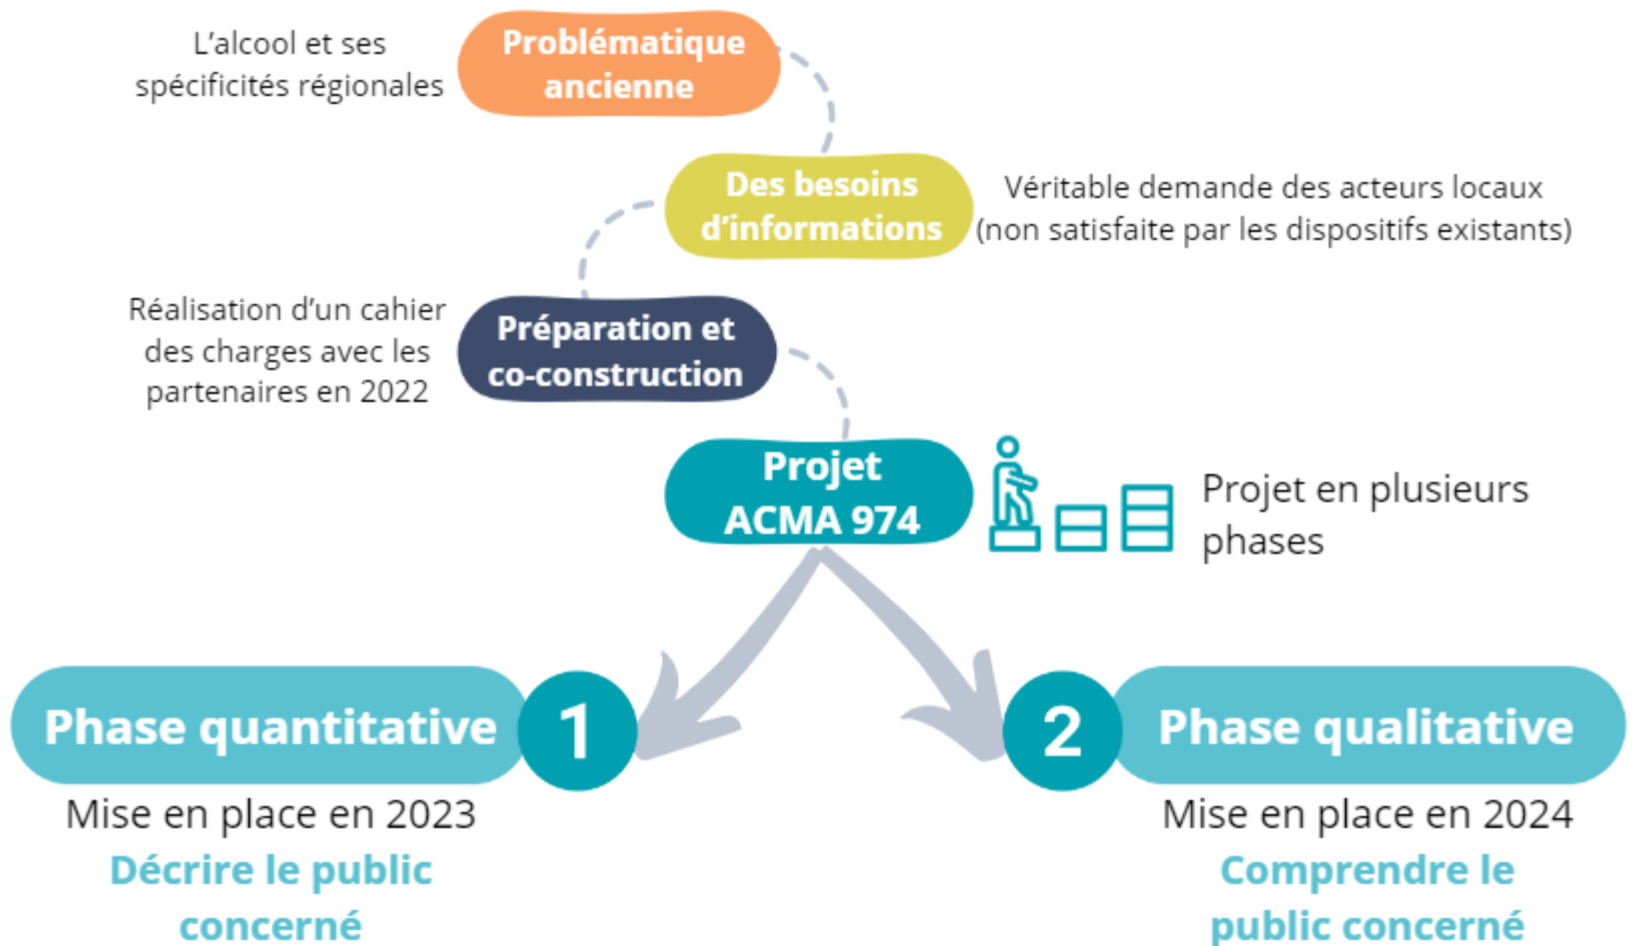 L’alcool et ses
spécificités régionales
Problématique
ancienne
Des besoins
d’informations
Véritable demande des acteurs locaux
(non satisfaite par les dispositifs existants)
Réalisation d’un cahier
des charges avec les
partenaires en 2022
Préparation et
co-construction
Projet
ACMA 974
Projet en plusieurs
phases
Phase quantitative
1
Mise en place en 2023
Décrire le public
concerné
2
Phase qualitative
Mise en place en 2024
Comprendre le
public concerné